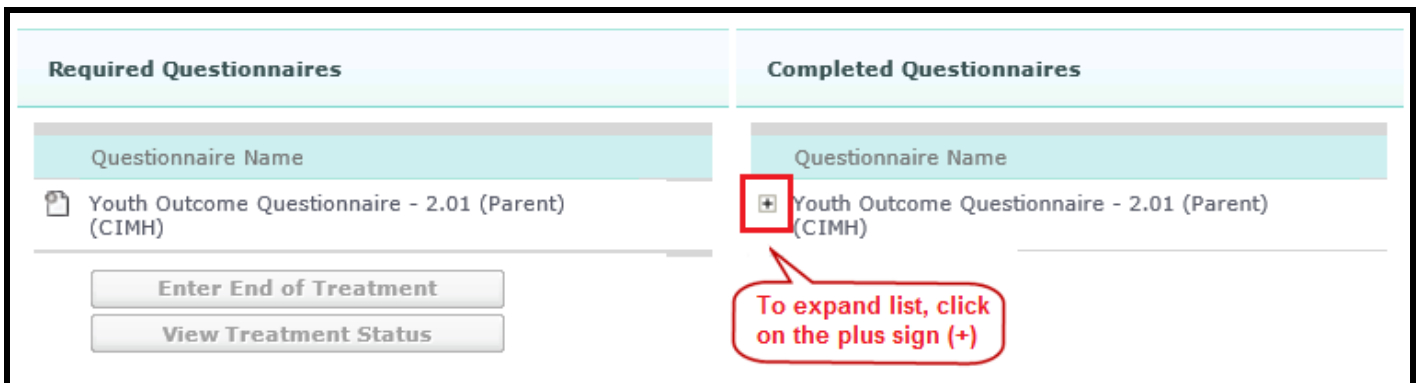 Required Questionnaires
Questionnaire Name
Youth Outcome Questionnaire - 2.01 (Parent)
(CIMH)
Enter End of Treatment
View Treatment Status
Completed Questionnaires
Questionnaire Name
Youth Outcome Questionnaire - 2.01 (Parent)
(CIMH)
To expand list, click
on the plus sign (+)